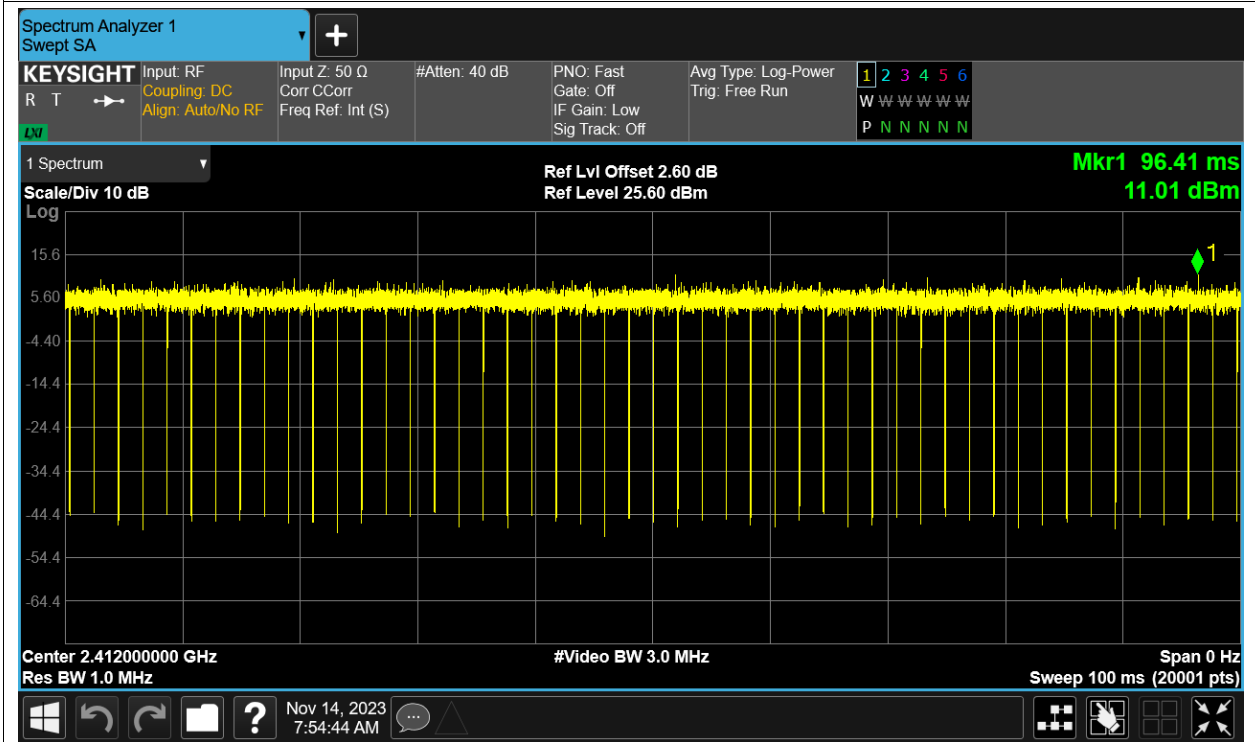 Spectrum Analyzer 1
Swept SA
KEYSIGHT
R T
LXI
Input: RF
Coupling: DC
Align: Auto/No RF
Input Z: 50 Ω
Corr CCorr
Freq Ref: Int (S)
#Atten: 40 dB
PNO: Fast
Gate: Off
IF Gain: Low
Sig Track: Off
Avg Type: Log-Power
Trig: Free Run
1 2 3 4 5 6
W W W W W W
P N N N N N
1 Spectrum
Scale/Div 10 dB
Log
Ref Lvl Offset 2.60 dB
Ref Level 25.60 dBm
Mkr1 96.41 ms
11.01 dBm
1
15.6
5.60
-4.40
-14.4
-24.4
-34.4
-44.4
-54.4
-64.4
Center 2.412000000 GHz
Res BW 1.0 MHz
#Video BW 3.0 MHz
Span 0 Hz
Sweep 100 ms (20001 pts)
?
Nov 14, 2023
7:54:44 AM